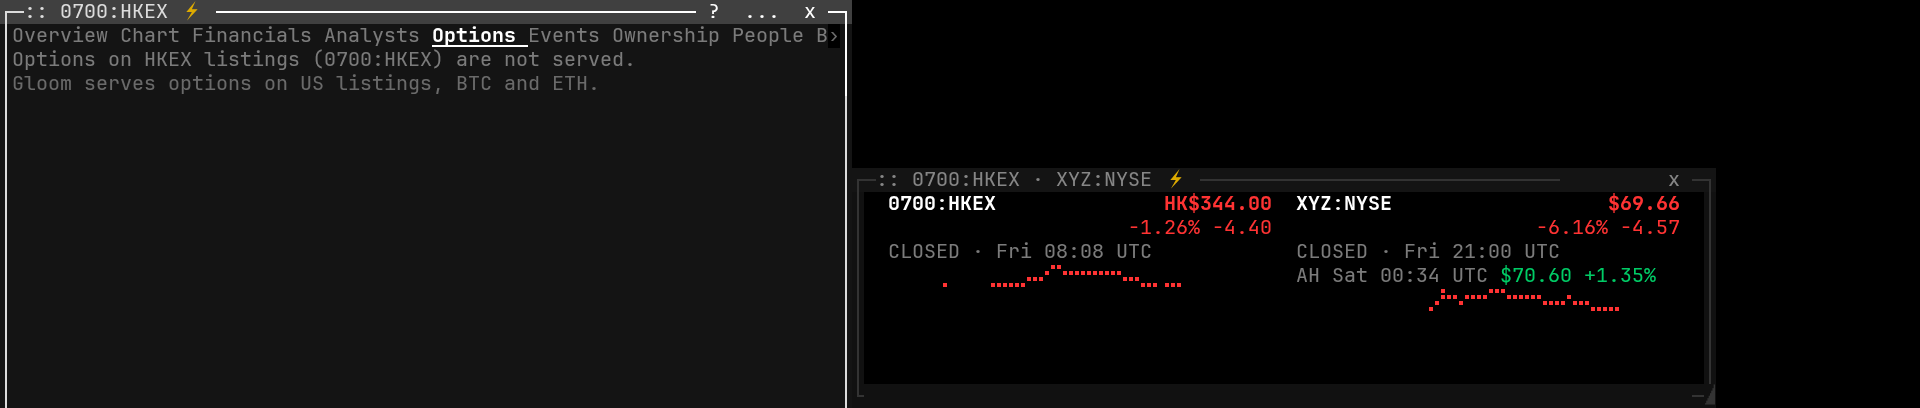 :: 0700:HKEX ⚡ ? ... x
Overview Chart Financials Analysts Options Events Ownership People B›
Options on HKEX listings (0700:HKEX) are not served.
Gloom serves options on US listings, BTC and ETH.
:: 0700:HKEX · XYZ:NYSE ⚡ x
0700:HKEX HK$344.00 XYZ:NYSE $69.66
-1.26% -4.40 -6.16% -4.57
CLOSED · Fri 08:08 UTC CLOSED · Fri 21:00 UTC
AH Sat 00:34 UTC $70.60 +1.35%